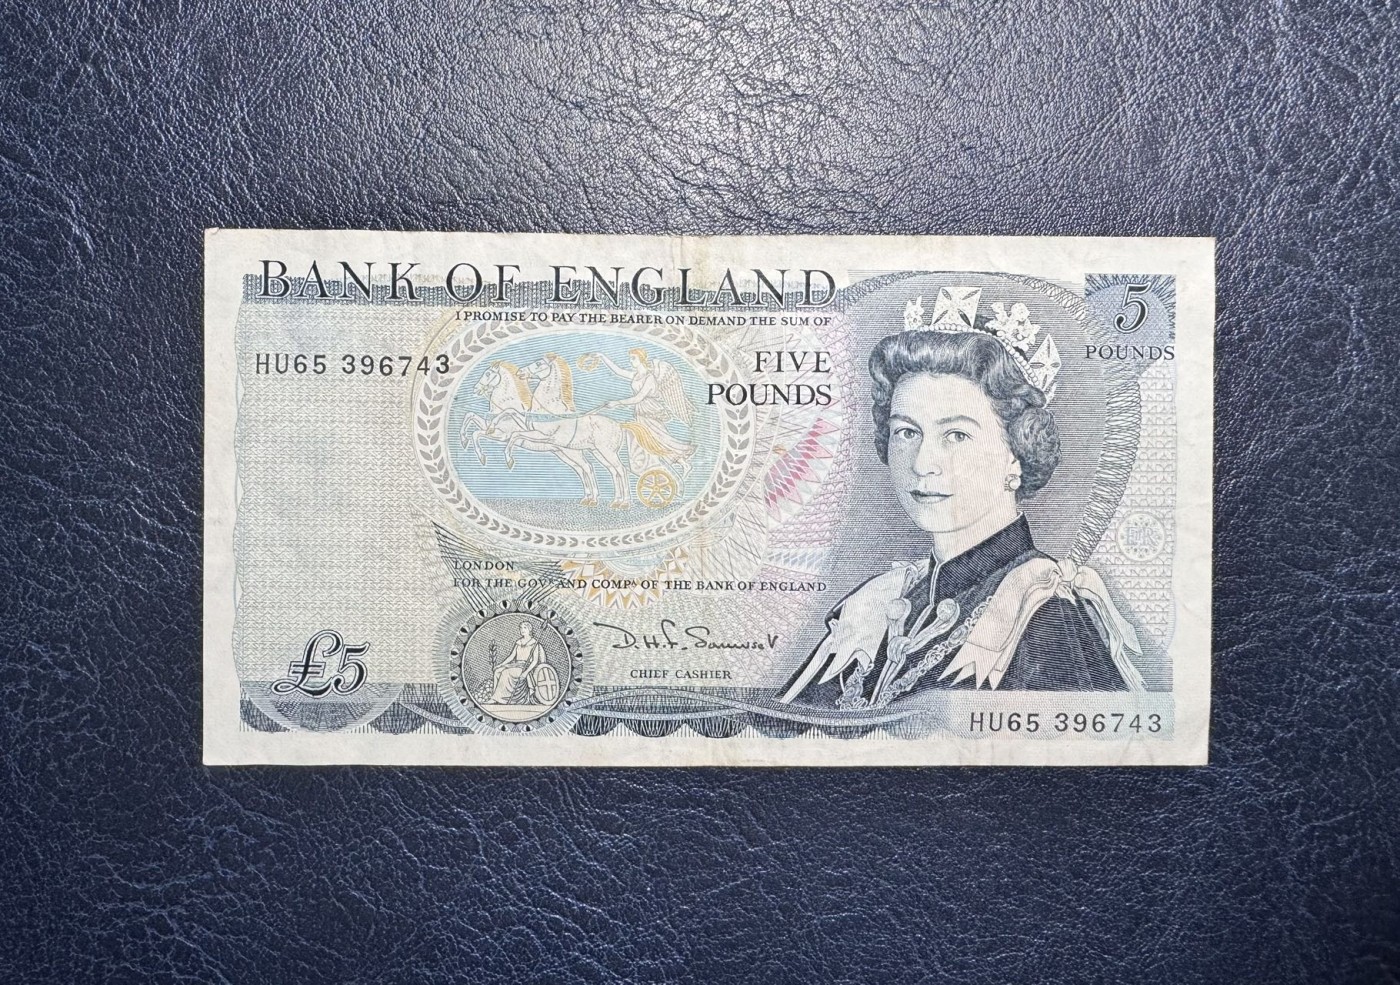 BANK OF ENGLAND
I PROMISE TO PAY THE BEARER ON DEMAND THE SUM OF
5
POUNDS
HU65 396743
FIVE
POUNDS
LONDON
FOR THE GOVR AND COMPA OF THE BANK OF ENGLAND
£5
D.H.F. Somerset
CHIEF CASHIER
HU65 396743